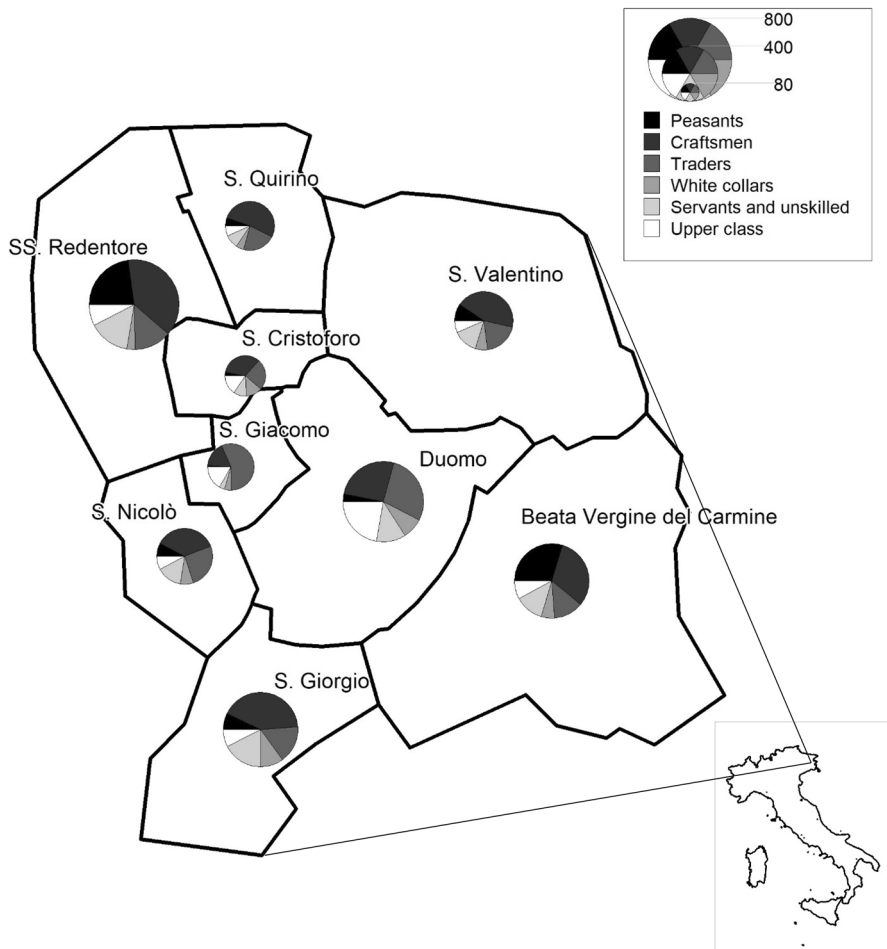 800
400
80
Peasants
Craftsmen
Traders
White collars
Servants and unskilled
Upper class
S. Quirino
SS. Redentore
S. Valentino
S. Cristoforo
S. Giacomo
Duomo
S. Nicolò
Beata Vergine del Carmine
S. Giorgio